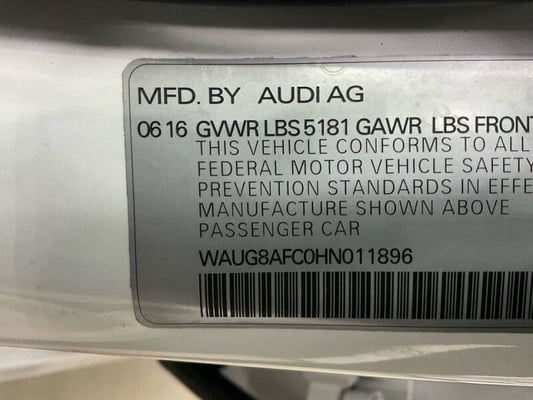 MFD. BY AUDI AG
06 16 GVWR LBS 5181 GAWR LBS FRONT
THIS VEHICLE CONFORMS TO ALL
FEDERAL MOTOR VEHICLE SAFETY
PREVENTION STANDARDS IN EFFE
MANUFACTURE SHOWN ABOVE
PASSENGER CAR
WAUG8AFC0HN011896